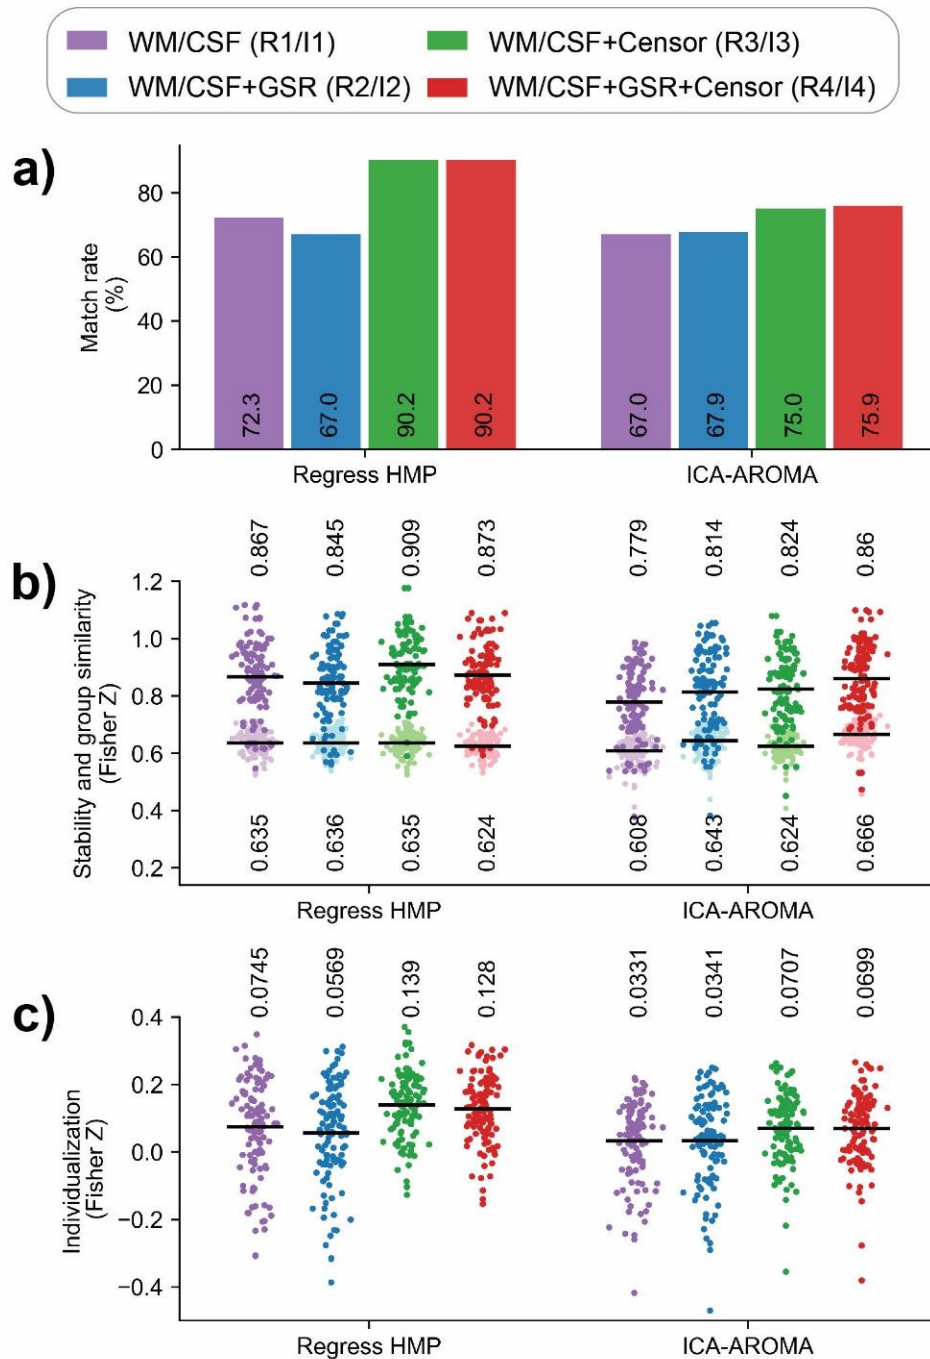 WM/CSF (R1/I1) WM/CSF+Censor (R3/I3)
WM/CSF+GSR (R2/I2) WM/CSF+GSR+Censor (R4/I4)
a)
Match rate
(%)
80
60
40
20
0
72.3 67.0 90.2 90.2 67.0 67.9 75.0 75.9
Regress HMP ICA-AROMA
b)
Stability and group similarity
(Fisher Z)
0.867 0.845 0.909 0.873 0.779 0.814 0.824 0.86
1.2
1.0
0.8
0.6
0.4
0.2
0.635 0.636 0.635 0.624 0.608 0.643 0.624 0.666
Regress HMP ICA-AROMA
c)
Individualization
(Fisher Z)
0.0745 0.0569 0.139 0.128 0.0331 0.0341 0.0707 0.0699
0.4
0.2
0.0
−0.2
−0.4
Regress HMP ICA-AROMA